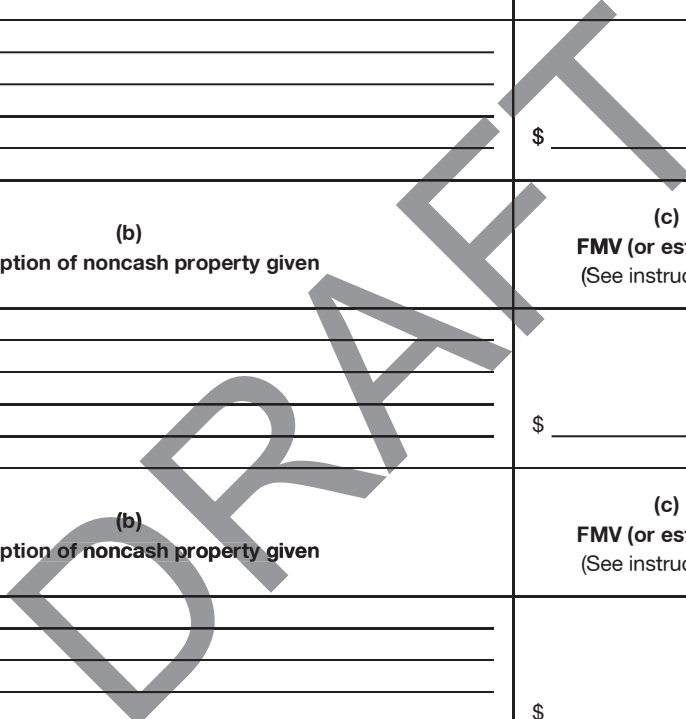 $
(b)
ption of noncash property given
(c)
FMV (or est
(See instruc
$
(b)
ption of noncash property given
(c)
FMV (or est
(See instruc
$
DRAFT